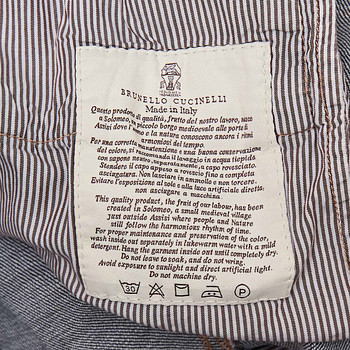 BRUNELLO CUCINELLI
Made in Italy
Questo prodotto di qualità, frutto del nostro lavoro, nasce
a Solomeo, un piccolo borgo medioevale alle porte di
Assisi dove l'uomo e la natura conoscono ancora i rimi
armoniosi del tempo.
Per una corretta manutenzione e una buona conservazione
del colore, si raccomanda il lavaggio in acqua tiepida
con sapone neutro, separatamente, il capo rovesciato.
Stendere il capo appeso a rovescio fino a completa
asciugatura. Non lasciare in ammollo e non torcere.
Evitare l'esposizione al sole e alla luce artificiale diretta,
non asciugare a macchina.
This quality product, the fruit of our labour, has been
created in Solomeo, a small medieval village
just outside Assisi where people and Nature
still follow the harmonious rhythm of time.
For proper maintenance and preservation of the color,
wash inside out separately in lukewarm water with a mild
detergent. Hang the garment inside out until completely dry.
Do not leave to soak, and do not wring.
Avoid exposure to sunlight and direct artificial light.
Do not machine dry.
30 P